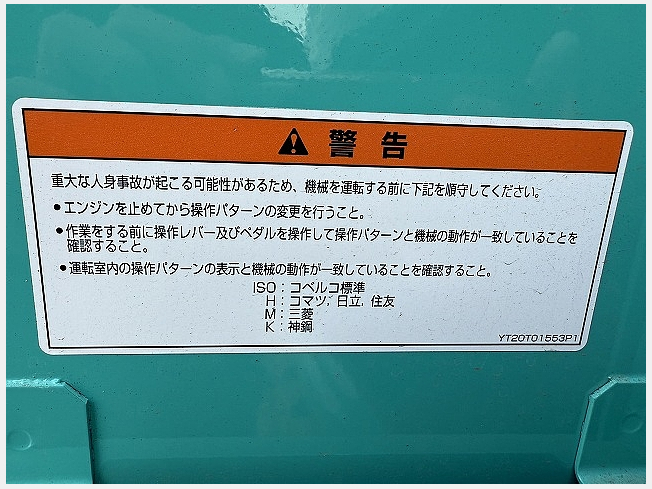 警告
重大な人身事故が起こる可能性があるため、機械を運転する前に下記を順守してください。
●エンジンを止めてから操作パターンの変更を行うこと。
●作業をする前に操作レバー及びペダルを操作して操作パターンと機械の動作が一致していることを
確認すること。
●運転室内の操作パターンの表示と機械の動作が一致していることを確認すること。
ISO：コベルコ標準
H：コマツ, 日立, 住友
M：三菱
K：神鋼
YT20T01553P1